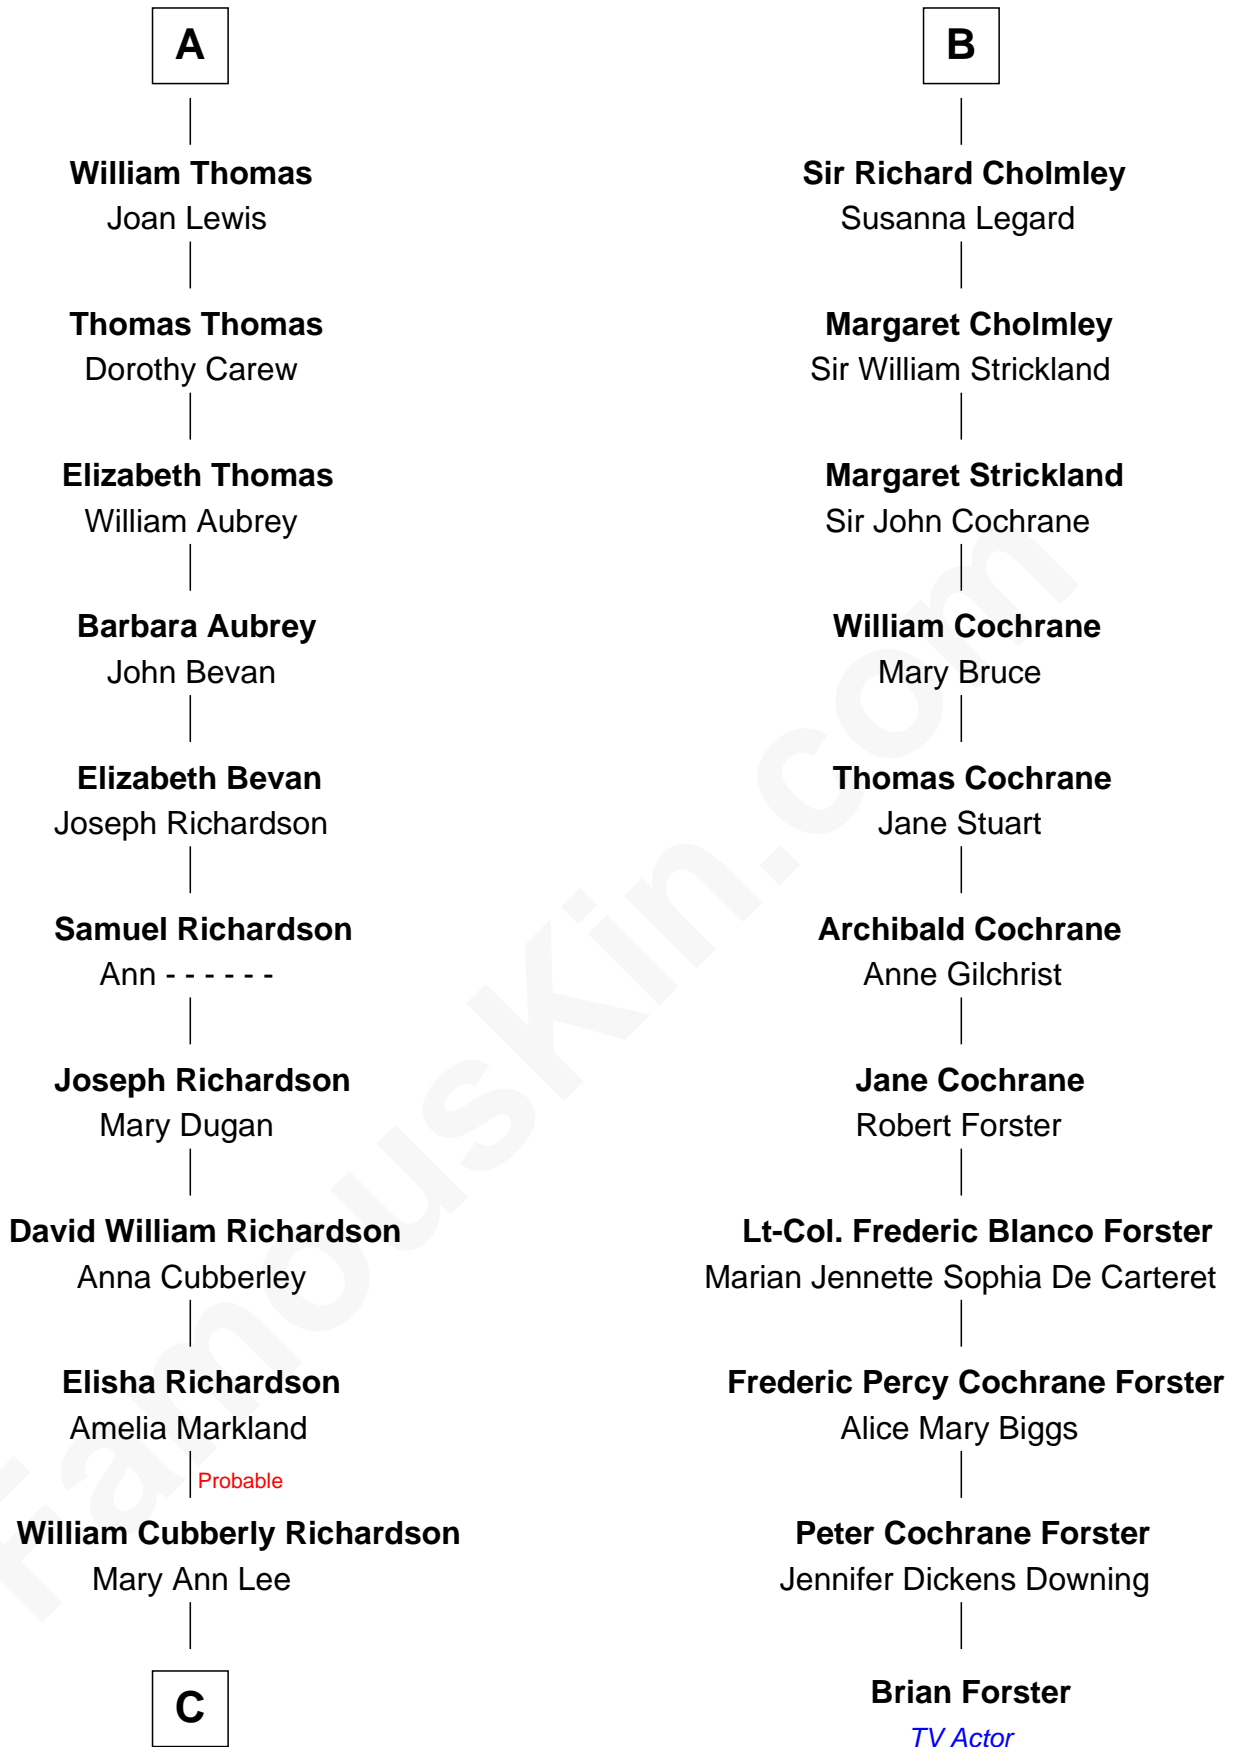 A
William Thomas
Joan Lewis
Thomas Thomas
Dorothy Carew
Elizabeth Thomas
William Aubrey
Barbara Aubrey
John Bevan
Elizabeth Bevan
Joseph Richardson
Samuel Richardson
Ann - - - - - -
Joseph Richardson
Mary Dugan
David William Richardson
Anna Cubberley
Elisha Richardson
Amelia Markland
Probable
William Cubberly Richardson
Mary Ann Lee
C
B
Sir Richard Cholmley
Susanna Legard
Margaret Cholmley
Sir William Strickland
Margaret Strickland
Sir John Cochrane
William Cochrane
Mary Bruce
Thomas Cochrane
Jane Stuart
Archibald Cochrane
Anne Gilchrist
Jane Cochrane
Robert Forster
Lt-Col. Frederic Blanco Forster
Marian Jennette Sophia De Carteret
Frederic Percy Cochrane Forster
Alice Mary Biggs
Peter Cochrane Forster
Jennifer Dickens Downing
Brian Forster
TV Actor
FamousKin.com